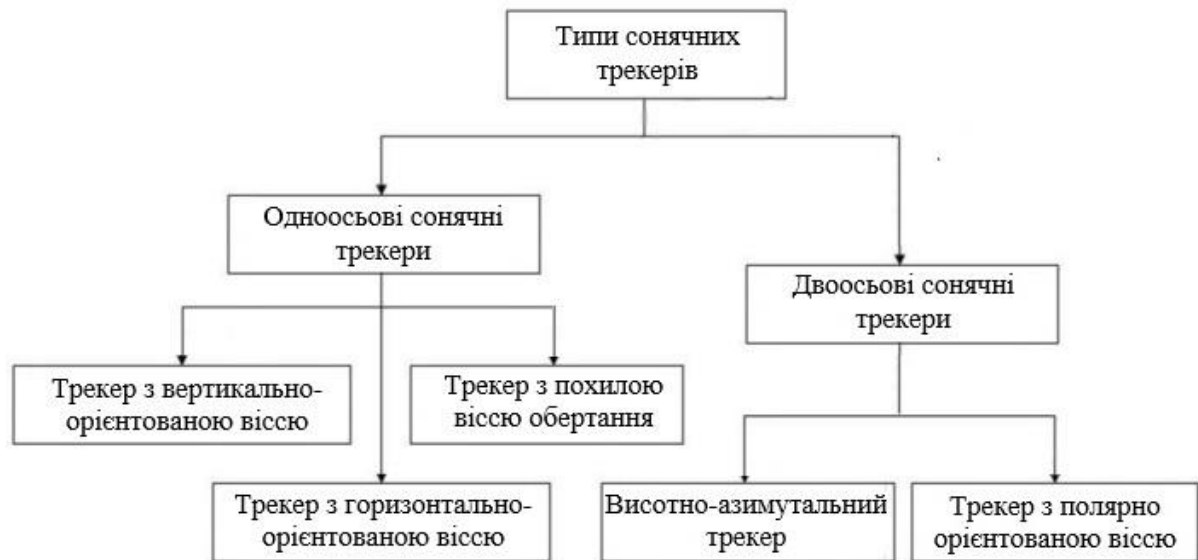 Типи сонячних
трекерів
Одноосьові сонячні
трекери
Двоосьові сонячні
трекери
Трекер з вертикально-
орієнтованою віссю
Трекер з похилою
віссю обертання
Трекер з горизонтально-
орієнтованою віссю
Висотно-азимутальний
трекер
Трекер з полярно
орієнтованою віссю